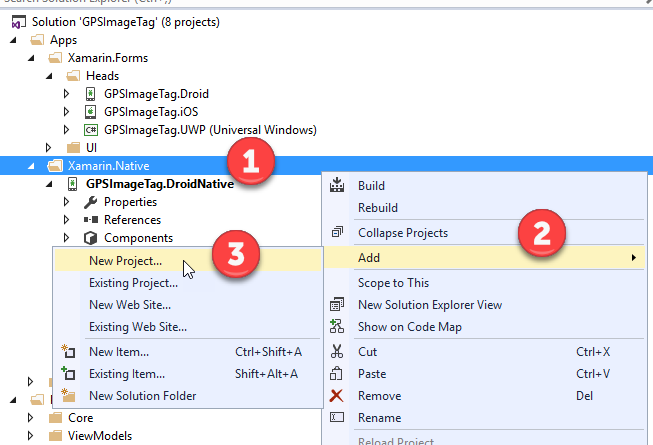 Search Solution Explorer (Ctrl+;)
Solution 'GPSImageTag' (8 projects)
Apps
Xamarin.Forms
Heads
GPSImageTag.Droid
GPSImageTag.iOS
C# GPSImageTag.UWP (Universal Windows)
UI
Xamarin.Native
1
GPSImageTag.DroidNative
Properties
References
Components
Build
Rebuild
Collapse Projects
2
Add
Scope to This
New Solution Explorer View
Show on Code Map
Cut Ctrl+X
Paste Ctrl+V
Remove Del
Rename
Reload Project
3
New Project...
Existing Project...
New Web Site...
Existing Web Site...
New Item... Ctrl+Shift+A
Existing Item... Shift+Alt+A
New Solution Folder
Core
ViewModels